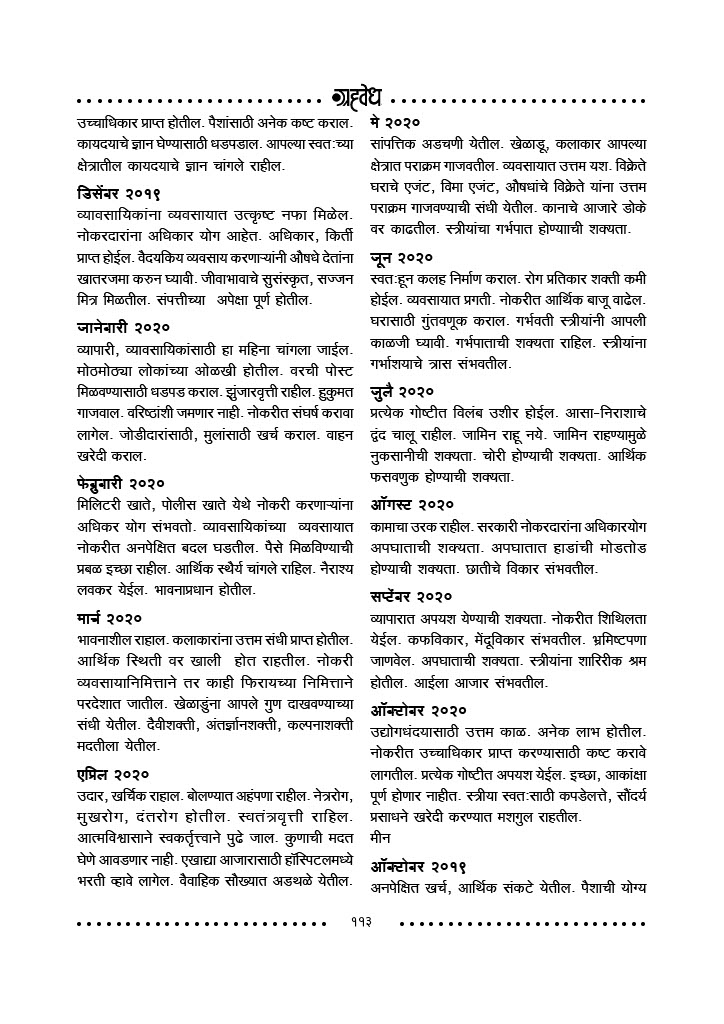 ग्रहवेध
उच्चाधिकार प्राप्त होतील. पैशांसाठी अनेक कष्ट कराल.
कायदयाचे ज्ञान घेण्यासाठी धडपडाल. आपल्या स्वत:च्या
क्षेत्रातील कायदयाचे ज्ञान चांगले राहील.
डिसेंबर २०१९
व्यावसायिकांना व्यवसायात उत्कृष्ट नफा मिळेल.
नोकरदारांना अधिकार योग आहेत. अधिकार, किर्ती
प्राप्त होईल. वैदयकिय व्यवसाय करणाऱ्यांनी औषधे देतांना
खातरजमा करुन घ्यावी. जीवाभावाचे सुसंस्कृत, सज्जन
मित्र मिळतील. संपत्तीच्या अपेक्षा पूर्ण होतील.
जानेबारी २०२०
व्यापारी, व्यावसायिकांसाठी हा महिना चांगला जाईल.
मोठमोठ्या लोकांच्या ओळखी होतील. वरची पोस्ट
मिळवण्यासाठी धडपड कराल. झुंजारवृत्ती राहील. हुकुमत
गाजवाल. वरिष्ठांशी जमणार नाही. नोकरीत संघर्ष करावा
लागेल. जोडीदारांसाठी, मुलांसाठी खर्च कराल. वाहन
खरेदी कराल.
फेब्रुबारी २०२०
मिलिटरी खाते, पोलीस खाते येथे नोकरी करणाऱ्यांना
अधिकर योग संभवतो. व्यावसायिकांच्या व्यवसायात
नोकरीत अनपेक्षित बदल घडतील. पैसे मिळविण्याची
प्रबळ इच्छा राहील. आर्थिक स्थैर्य चांगले राहिल. नैराश्य
लवकर येईल. भावनाप्रधान होतील.
मार्च २०२०
भावनाशील राहाल. कलाकारांना उत्तम संधी प्राप्त होतील.
आर्थिक स्थिती वर खाली होत राहतील. नोकरी
व्यवसायानिमित्ताने तर काही फिरायच्या निमित्ताने
परदेशात जातील. खेळाडुंना आपले गुण दाखवण्याच्या
संधी येतील. दैवीशक्ती, अंतर्ज्ञानशक्ती, कल्पनाशक्ती
मदतीला येतील.
एप्रिल २०२०
उदार, खर्चिक राहाल. बोलण्यात अहंपणा राहील. नेत्ररोग,
मुखरोग, दंतरोग होतील. स्वतंत्रवृत्ती राहिल.
आत्मविश्वासाने स्वकर्तृत्त्वाने पुढे जाल. कुणाची मदत
घेणे आवडणार नाही. एखाद्या आजारासाठी हॉस्पिटलमध्ये
भरती व्हावे लागेल. वैवाहिक सौख्यात अडथळे येतील.
मे २०२०
सांपत्तिक अडचणी येतील. खेळाडू, कलाकार आपल्या
क्षेत्रात पराक्रम गाजवतील. व्यवसायात उत्तम यश. विक्रेते
घराचे एजंट, विमा एजंट, औषधांचे विक्रेते यांना उत्तम
पराक्रम गाजवण्याची संधी येतील. कानाचे आजारे डोके
वर काढतील. स्त्रीयांचा गर्भपात होण्याची शक्यता.
जून २०२०
स्वत:हून कलह निर्माण कराल. रोग प्रतिकार शक्ती कमी
होईल. व्यवसायात प्रगती. नोकरीत आर्थिक बाजू वाढेल.
घरासाठी गुंतवणूक कराल. गर्भवती स्त्रीयांनी आपली
काळजी घ्यावी. गर्भपाताची शक्यता राहिल. स्त्रीयांना
गर्भाशयाचे त्रास संभवतील.
जुलै २०२०
प्रत्येक गोष्टीत विलंब उशीर होईल. आसा-निराशाचे
द्वंद चालू राहील. जामिन राहू नये. जामिन राहण्यामुळे
नुकसानीची शक्यता. चोरी होण्याची शक्यता. आर्थिक
फसवणुक होण्याची शक्यता.
ऑगस्ट २०२०
कामाचा उरक राहील. सरकारी नोकरदारांना अधिकारयोग
अपघाताची शक्यता. अपघातात हाडांची मोडतोड
होण्याची शक्यता. छातीचे विकार संभवतील.
सप्टेंबर २०२०
व्यापारात अपयश येण्याची शक्यता. नोकरीत शिथिलता
येईल. कफविकार, मेंदूविकार संभवतील. भ्रमिष्टपणा
जाणवेल. अपघाताची शक्यता. स्त्रीयांना शारिरीक श्रम
होतील. आईला आजार संभवतील.
ऑक्टोबर २०२०
उद्योगधंदयासाठी उत्तम काळ. अनेक लाभ होतील.
नोकरीत उच्चाधिकार प्राप्त करण्यासाठी कष्ट करावे
लागतील. प्रत्येक गोष्टीत अपयश येईल. इच्छा, आकांक्षा
पूर्ण होणार नाहीत. स्त्रीया स्वत:साठी कपडेलत्ते, सौंदर्य
प्रसाधने खरेदी करण्यात मशगुल राहतील.
मीन
ऑक्टोबर २०१९
अनपेक्षित खर्च, आर्थिक संकटे येतील. पैशाची योग्य
११३